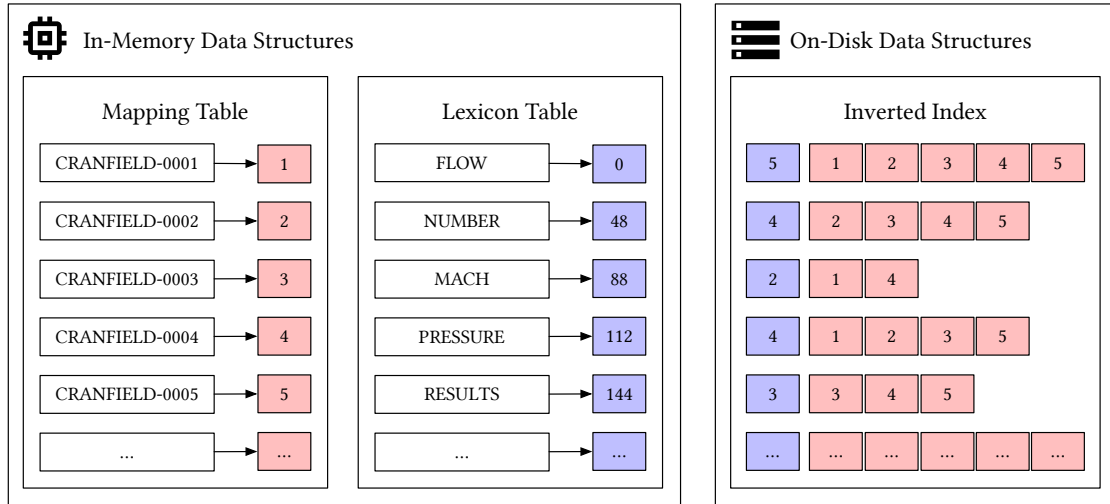 In-Memory Data Structures
On-Disk Data Structures
Mapping Table
Lexicon Table
Inverted Index
CRANFIELD-0001 1 FLOW 0 5 1 2 3 4 5
CRANFIELD-0002 2 NUMBER 48 4 2 3 4 5
CRANFIELD-0003 3 MACH 88 2 1 4
CRANFIELD-0004 4 PRESSURE 112 4 1 2 3 5
CRANFIELD-0005 5 RESULTS 144 3 3 4 5
... ... ... ... ... ... ... ... ... ...